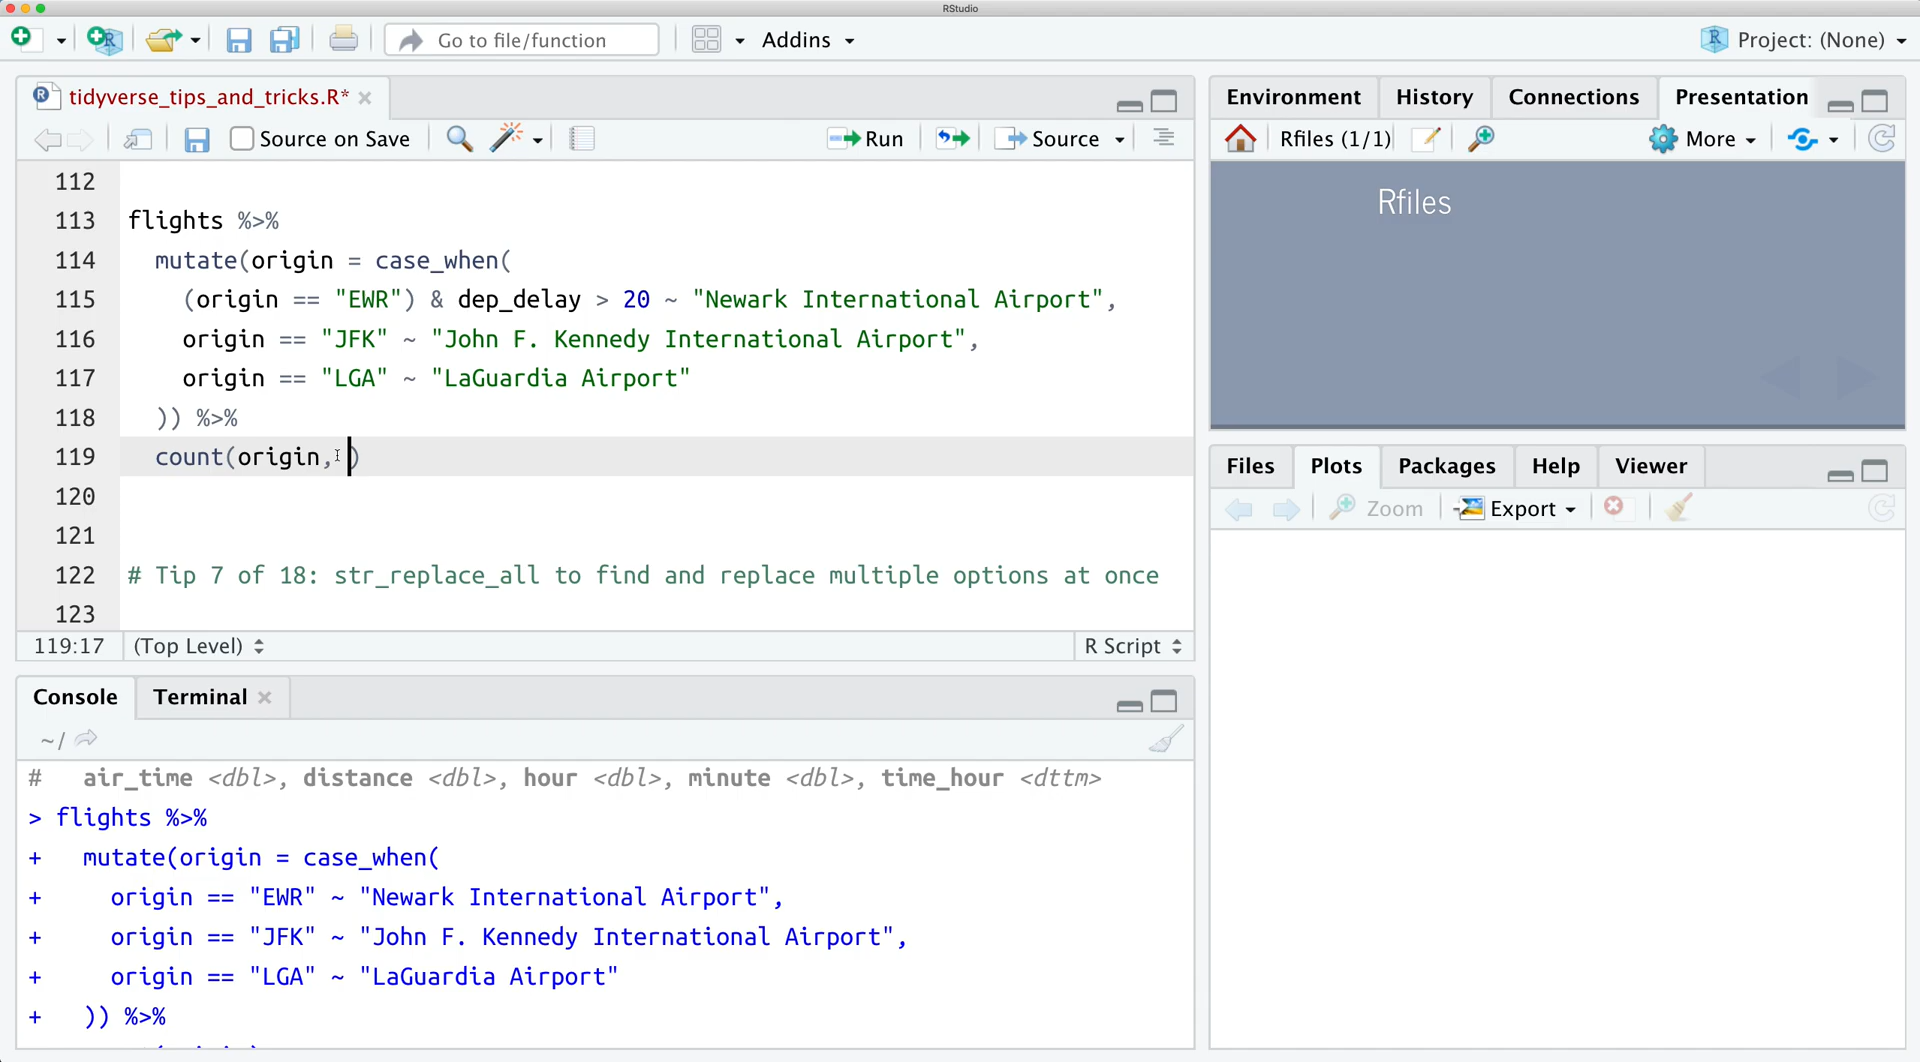 RStudio
Go to file/function
Addins
Project: (None)
tidyverse_tips_and_tricks.R*
Source on Save
Run
Source
112
113 flights %>%
114 mutate(origin = case_when(
115 (origin == "EWR") & dep_delay > 20 ~ "Newark International Airport",
116 origin == "JFK" ~ "John F. Kennedy International Airport",
117 origin == "LGA" ~ "LaGuardia Airport"
118 )) %>%
119 count(origin, )
120
121
122 # Tip 7 of 18: str_replace_all to find and replace multiple options at once
123
119:17 (Top Level) R Script
Console Terminal
~/
# air_time <dbl>, distance <dbl>, hour <dbl>, minute <dbl>, time_hour <dttm>
> flights %>%
+ mutate(origin = case_when(
+ origin == "EWR" ~ "Newark International Airport",
+ origin == "JFK" ~ "John F. Kennedy International Airport",
+ origin == "LGA" ~ "LaGuardia Airport"
+ )) %>%
Environment History Connections Presentation
Rfiles (1/1) More
Rfiles
Files Plots Packages Help Viewer
Zoom Export